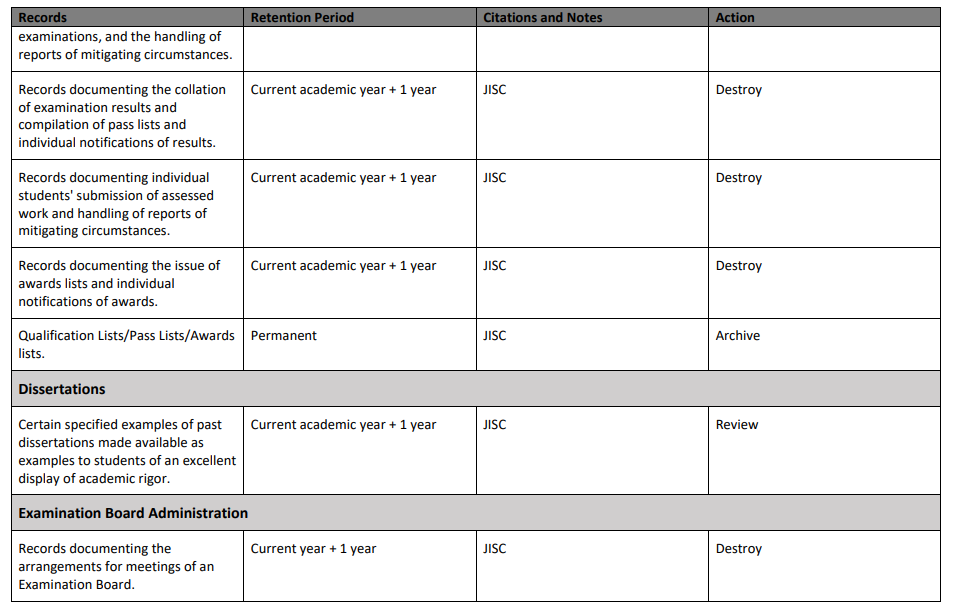 Records Retention Period Citations and Notes Action
examinations, and the handling of
reports of mitigating circumstances.
Records documenting the collation Current academic year + 1 year JISC Destroy
of examination results and
compilation of pass lists and
individual notifications of results.
Records documenting individual Current academic year + 1 year JISC Destroy
students' submission of assessed
work and handling of reports of
mitigating circumstances.
Records documenting the issue of Current academic year + 1 year JISC Destroy
awards lists and individual
notifications of awards.
Qualification Lists/Pass Lists/Awards Permanent JISC Archive
lists.
Dissertations
Certain specified examples of past Current academic year + 1 year JISC Review
dissertations made available as
examples to students of an excellent
display of academic rigor.
Examination Board Administration
Records documenting the Current year + 1 year JISC Destroy
arrangements for meetings of an
Examination Board.